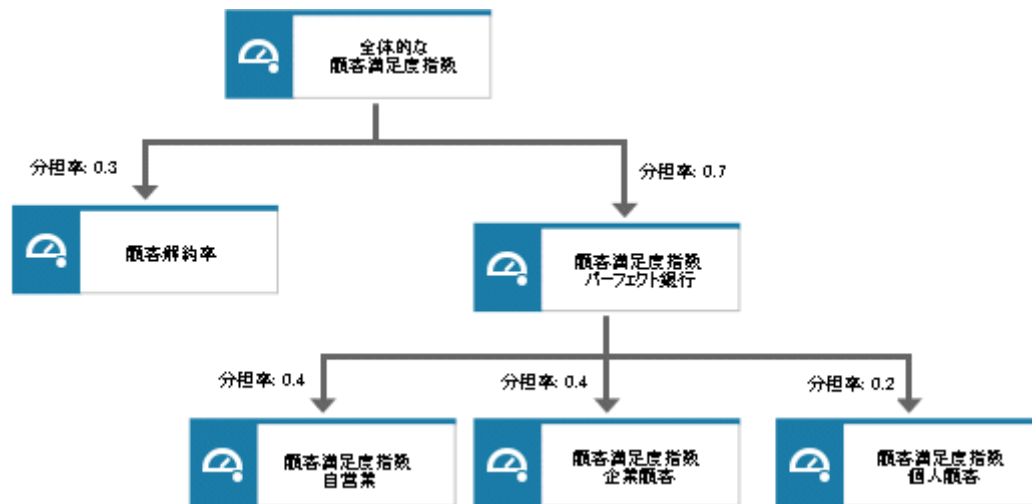 全体的な
顧客満足度指数
分担率: 0.3
分担率: 0.7
顧客解約率
顧客満足度指数
パーフェクト銀行
分担率: 0.4
分担率: 0.4
分担率: 0.2
顧客満足度指数
自営業
顧客満足度指数
企業顧客
顧客満足度指数
個人顧客